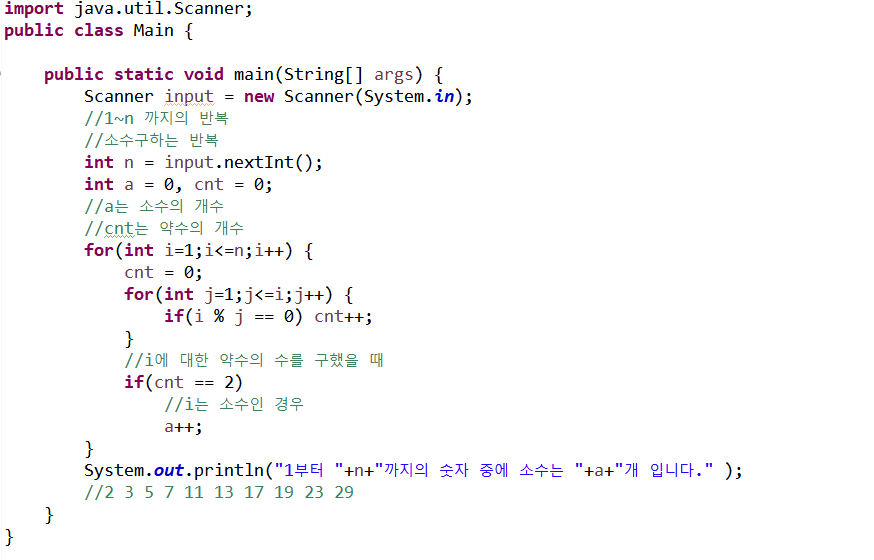 import java.util.Scanner;
public class Main {
public static void main(String[] args) {
Scanner input = new Scanner(System.in);
//1~n 까지의 반복
//소수구하는 반복
int n = input.nextInt();
int a = 0, cnt = 0;
//a는 소수의 개수
//cnt는 약수의 개수
for(int i=1;i<=n;i++) {
cnt = 0;
for(int j=1;j<=i;j++) {
if(i % j == 0) cnt++;
}
//i에 대한 약수의 수를 구했을 때
if(cnt == 2)
//i는 소수인 경우
a++;
}
System.out.println("1부터 "+n+"까지의 숫자 중에 소수는 "+a+"개 입니다." );
//2 3 5 7 11 13 17 19 23 29
}
}